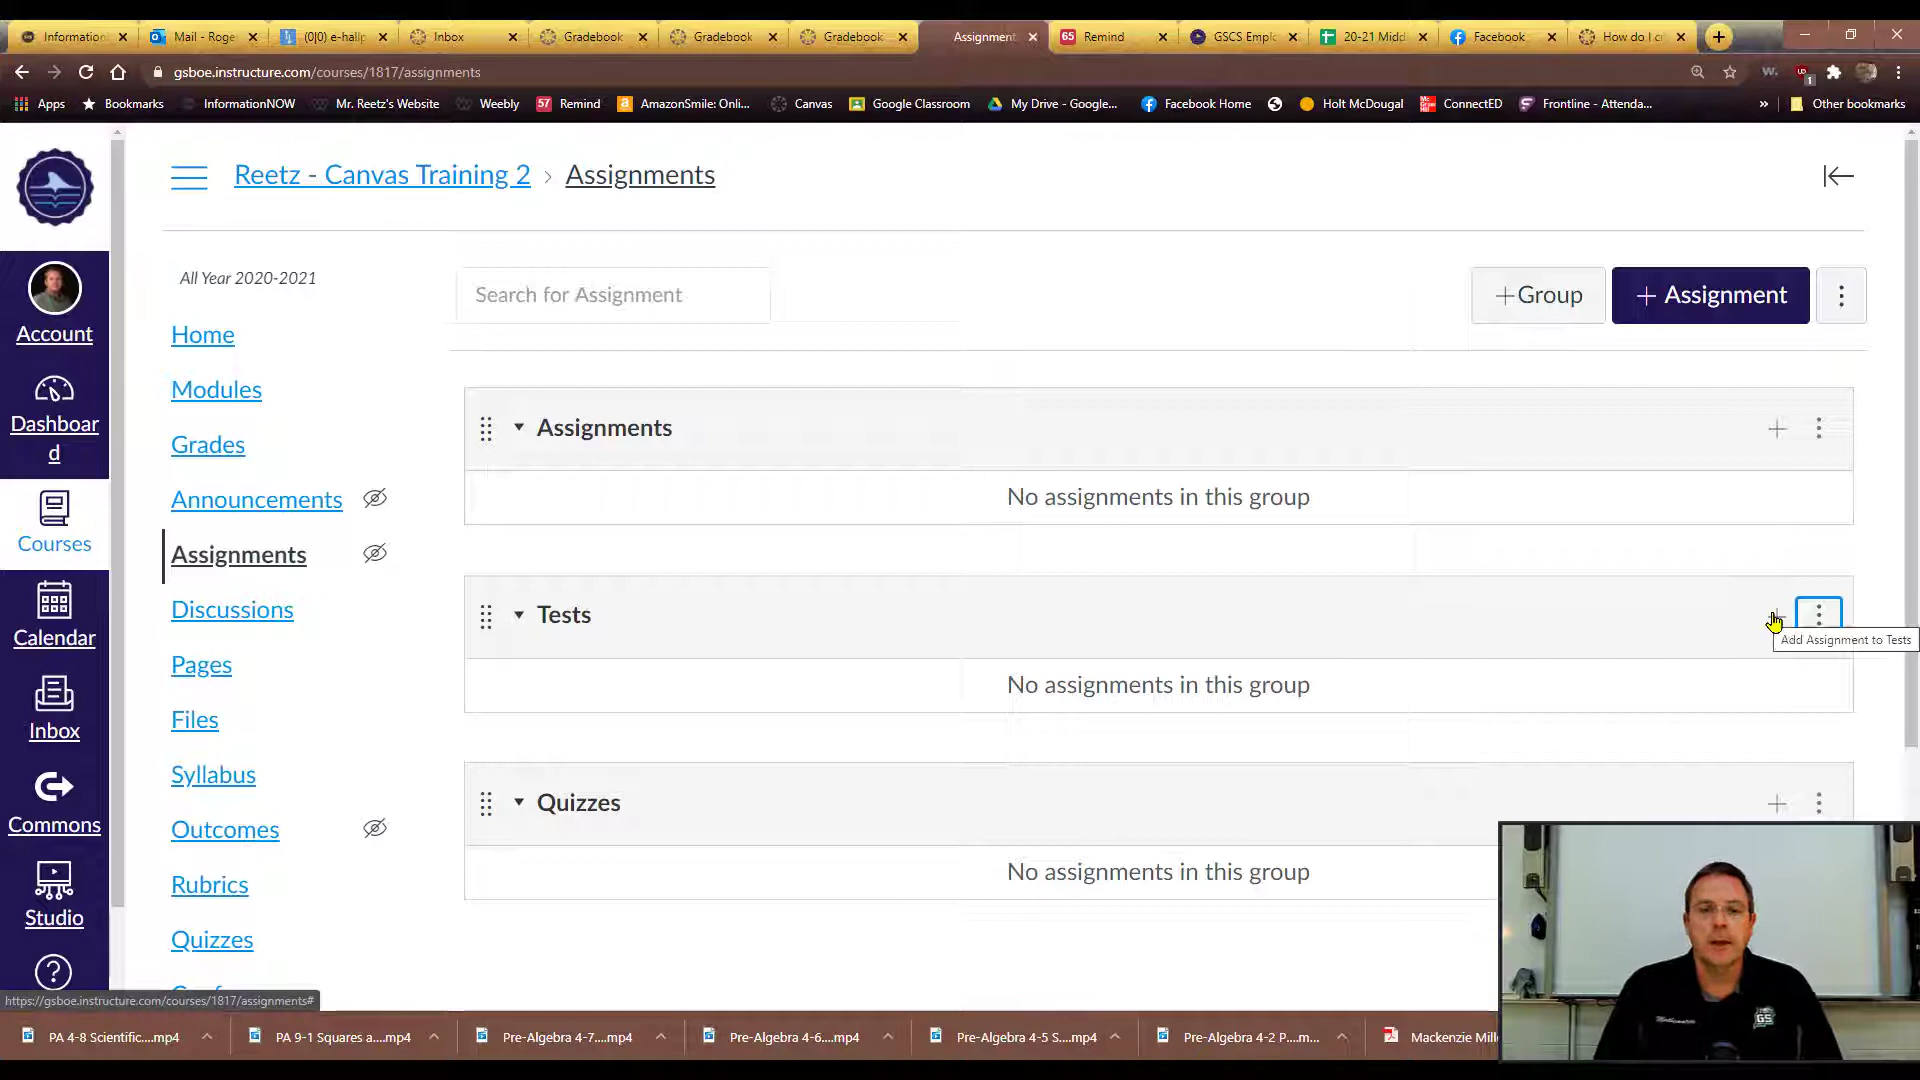 Information
Mail - Roge
(0|0) e-hallp
Inbox
Gradebook
Gradebook
Gradebook
Assignment
65 Remind
GSCS Empl
20-21 Midd
Facebook
How do I c
gsboe.instructure.com/courses/1817/assignments
Apps
Bookmarks
InformationNOW
Mr. Reetz's Website
Weebly
57 Remind
AmazonSmile: Onli...
Canvas
Google Classroom
My Drive - Google...
Facebook Home
Holt McDougal
ConnectED
Frontline - Attenda...
»
Other bookmarks
Reetz - Canvas Training 2 › Assignments
All Year 2020-2021
Search for Assignment
+Group
+ Assignment
Account
Dashboar
d
Courses
Calendar
Inbox
Commons
Studio
Home
Modules
Grades
Announcements
Assignments
Discussions
Pages
Files
Syllabus
Outcomes
Rubrics
Quizzes
Assignments
No assignments in this group
Tests
Add Assignment to Tests
No assignments in this group
Quizzes
No assignments in this group
https://gsboe.instructure.com/courses/1817/assignments#
GS
PA 4-8 Scientific....mp4
PA 9-1 Squares a....mp4
Pre-Algebra 4-7....mp4
Pre-Algebra 4-6....mp4
Pre-Algebra 4-5 S....mp4
Pre-Algebra 4-2 P....m...
Mackenzie Mill